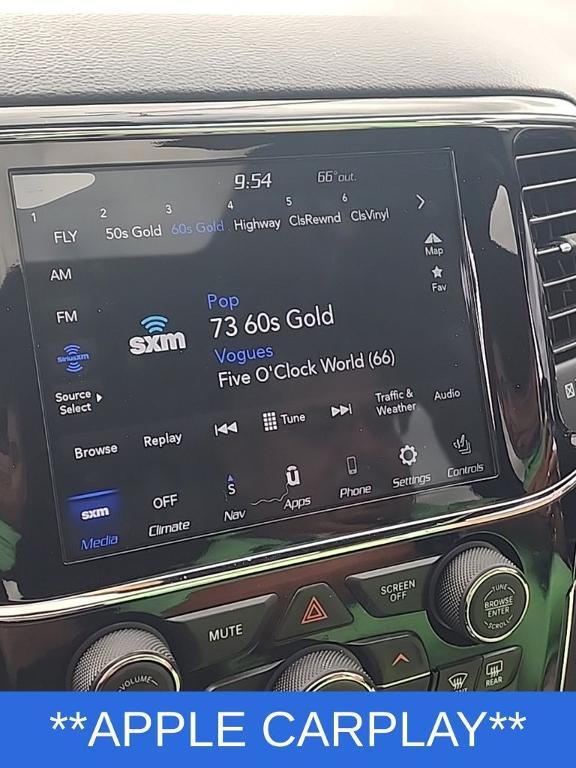 9:54 66° out.
1 2 3 4 5 6
FLY 50s Gold 60s Gold Highway ClsRewnd ClsVinyl
AM
Map
FM
Fav
Pop
sxm 73 60s Gold
SiriusXM
Vogues
Five O'Clock World (66)
Source
Select
Browse Replay Tune Traffic & Audio
Weather
sxm OFF S ū
Media Climate Nav Apps Phone Settings Controls
MUTE SCREEN
OFF
TUNE
BROWSE
ENTER
SCROLL
VOLUME
REAR
**APPLE CARPLAY**